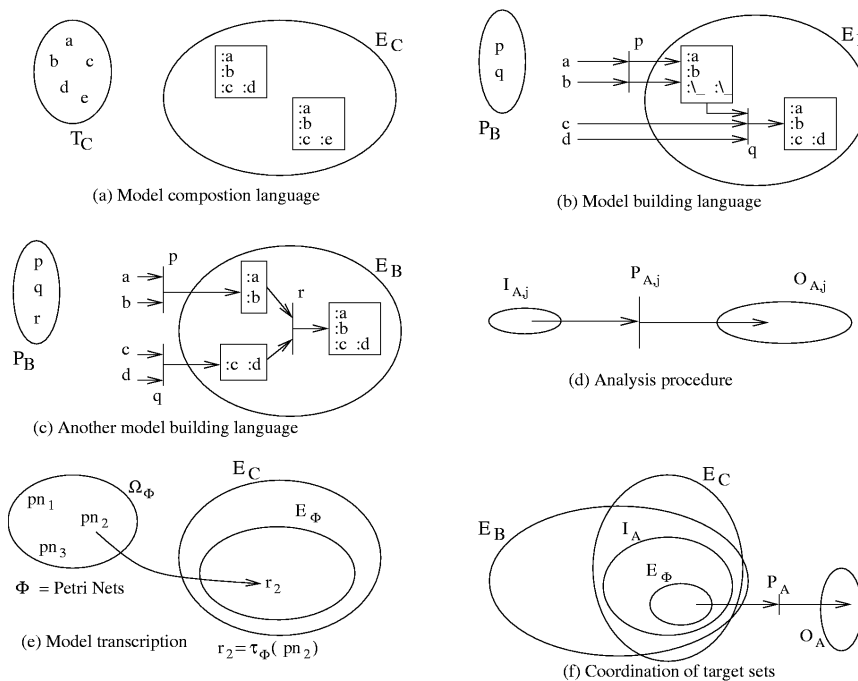 a
b c
d
e
T_C
E_C
:a
:b
:c :d
:a
:b
:c :e
(a) Model compostion language
p
q
P_B
a
b
p
:a
:b
:\_ :\_
c
d
q
:a
:b
:c :d
(b) Model building language
p
q
r
P_B
a
b
p
c
d
q
:a
:b
:c :d
r
E_B
:a
:b
:c :d
(c) Another model building language
I_A,j
P_A,j
O_A,j
(d) Analysis procedure
Ω_Φ
pn_1
pn_2
pn_3
Φ = Petri Nets
E_C
E_Φ
r_2
(e) Model transcription
r_2 = τ_Φ( pn_2 )
E_C
E_B
I_A
E_Φ
P_A
O_A
(f) Coordination of target sets